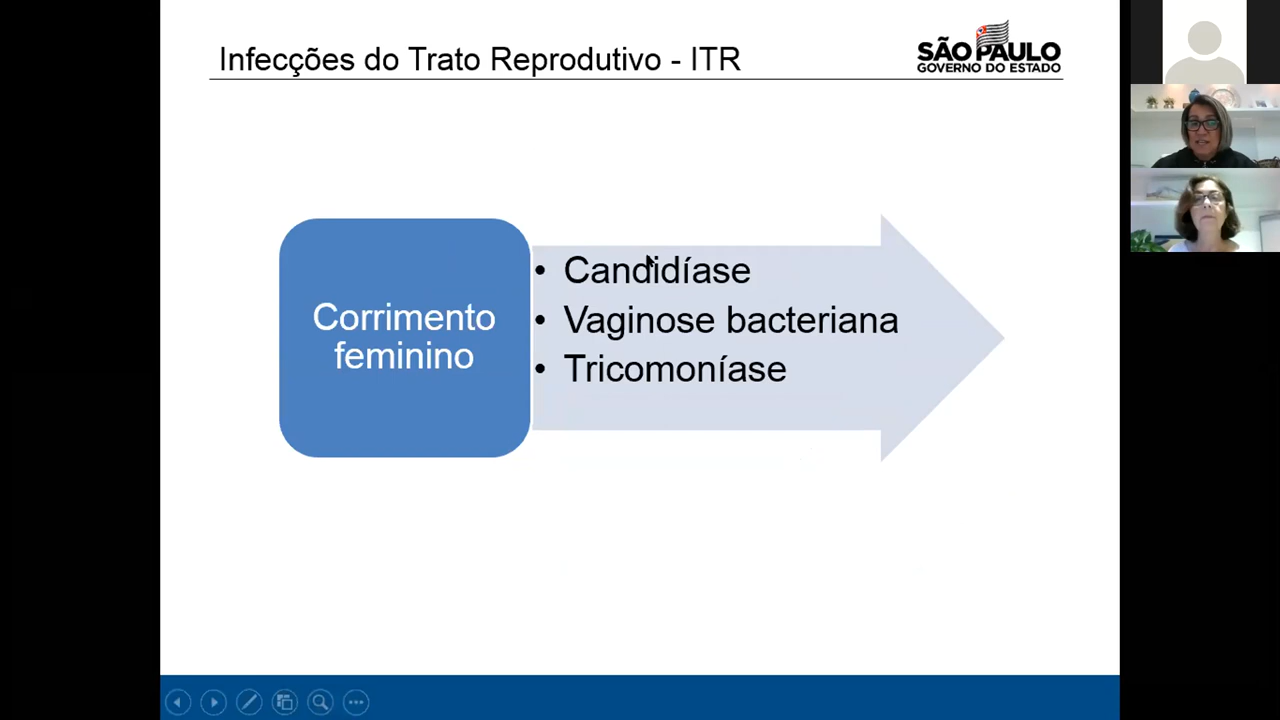 Infecções do Trato Reprodutivo - ITR
SÃO PAULO
GOVERNO DO ESTADO
Corrimento
feminino
• Candidíase
• Vaginose bacteriana
• Tricomoníase